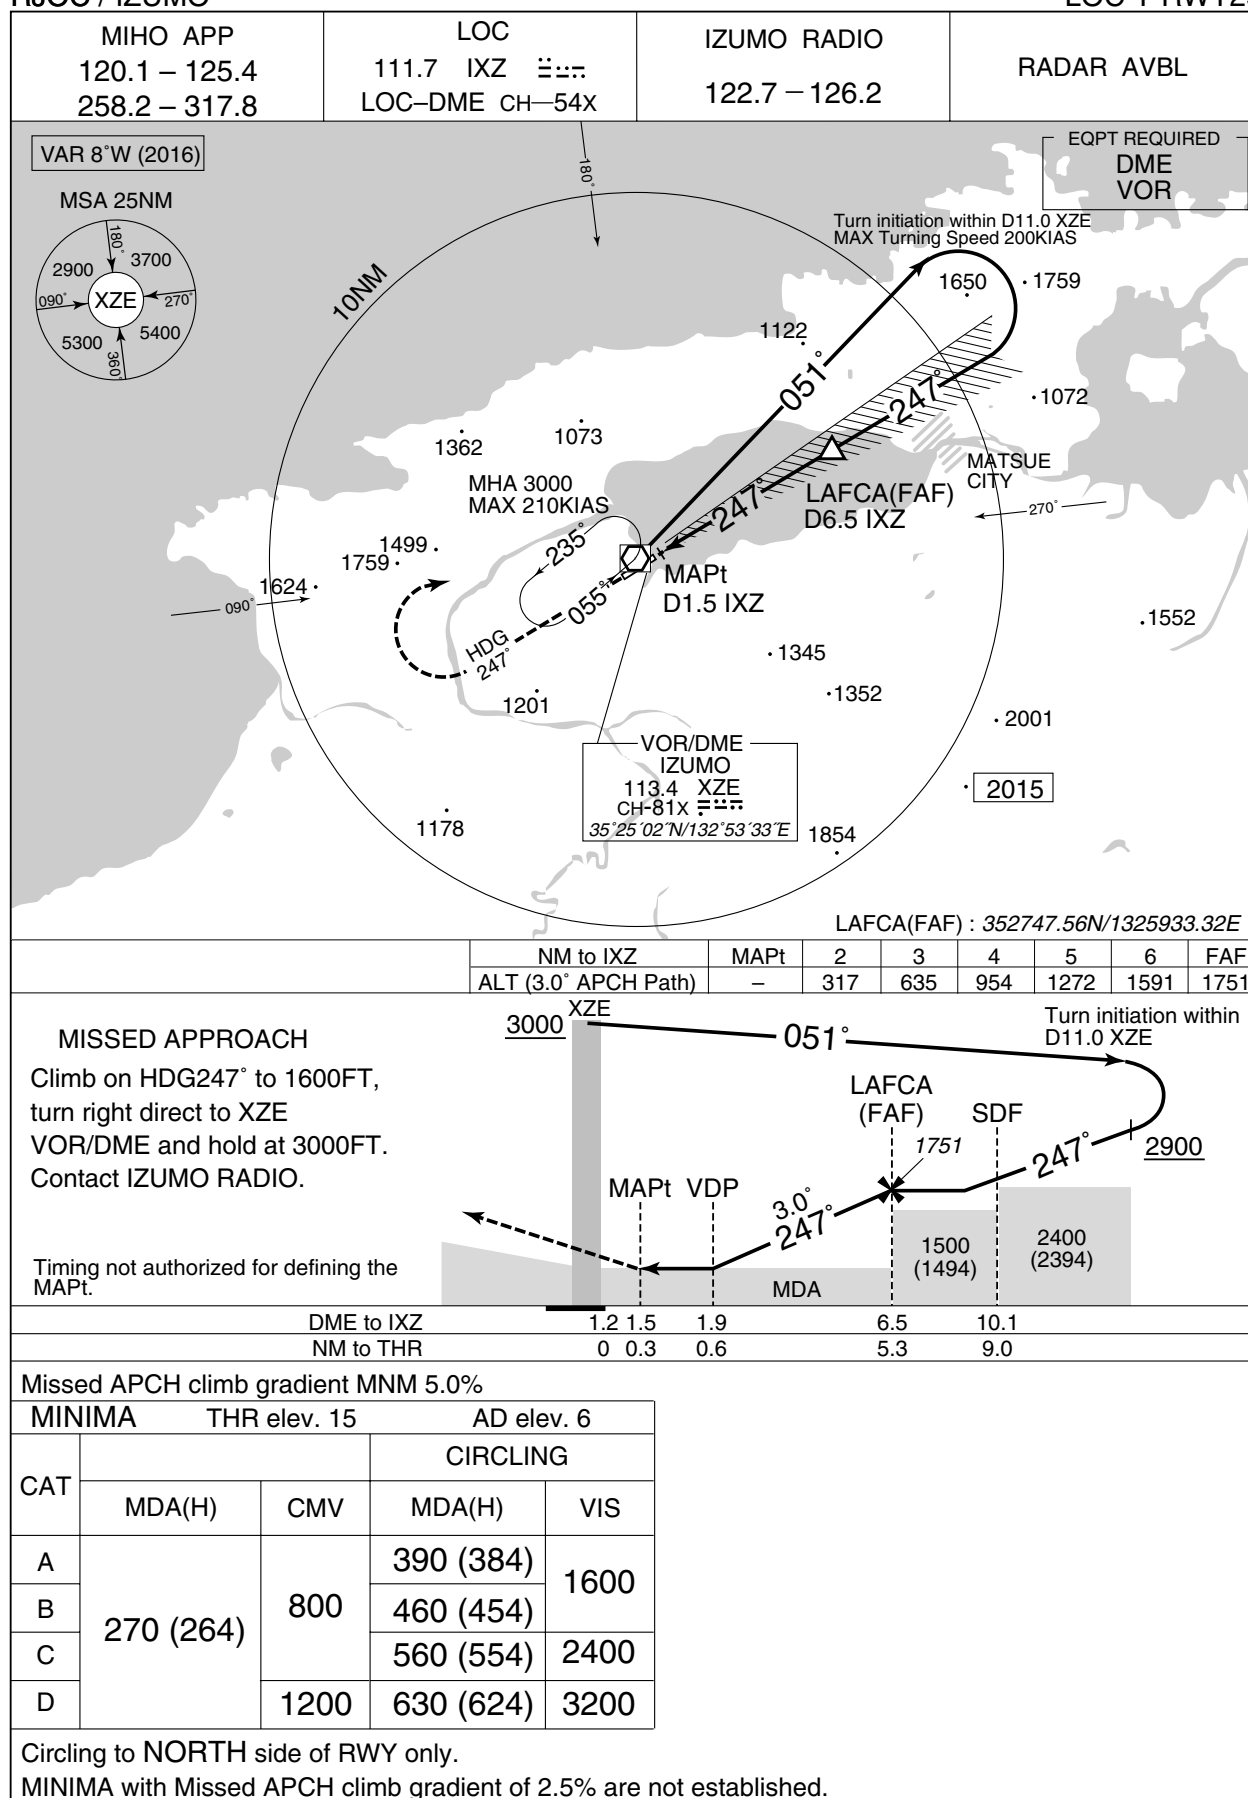 MIHO APP
120.1 – 125.4
258.2 – 317.8
LOC
111.7 IXZ
LOC–DME CH—54X
IZUMO RADIO
122.7 – 126.2
RADAR AVBL
VAR 8˚W (2016)
EQPT REQUIRED
DME
VOR
MSA 25NM
180˚
2900
3700
090˚
XZE
270˚
5300
5400
360˚
180˚
10NM
Turn initiation within D11.0 XZE
MAX Turning Speed 200KIAS
1650
1759
1122
051˚
247˚
1072
1362
1073
MHA 3000
MAX 210KIAS
MATSUE
CITY
LAFCA(FAF)
D6.5 IXZ
247˚
270˚
235˚
1499
1759
1624
090˚
055˚
MAPt
D1.5 IXZ
HDG
247˚
1552
1345
1352
1201
2001
VOR/DME
IZUMO
113.4 XZE
CH-81X
35˚25´02˝N/132˚53´33˝E
2015
1178
1854
LAFCA(FAF) : 352747.56N/1325933.32E
NM to IXZ MAPt 2 3 4 5 6 FAF
ALT (3.0˚ APCH Path) – 317 635 954 1272 1591 1751
MISSED APPROACH
Climb on HDG247˚ to 1600FT,
turn right direct to XZE
VOR/DME and hold at 3000FT.
Contact IZUMO RADIO.
Timing not authorized for defining the
MAPt.
XZE
3000
051˚
Turn initiation within
D11.0 XZE
LAFCA
(FAF)
SDF
1751
247˚
2900
MAPt VDP
3.0˚
247˚
1500
(1494)
2400
(2394)
MDA
DME to IXZ 1.2 1.5 1.9 6.5 10.1
NM to THR 0 0.3 0.6 5.3 9.0
Missed APCH climb gradient MNM 5.0%
MINIMA THR elev. 15 AD elev. 6
CAT
CIRCLING
MDA(H) CMV MDA(H) VIS
A 270 (264) 800 390 (384) 1600
B 460 (454)
C 560 (554) 2400
D 1200 630 (624) 3200
Circling to NORTH side of RWY only.
MINIMA with Missed APCH climb gradient of 2.5% are not established.